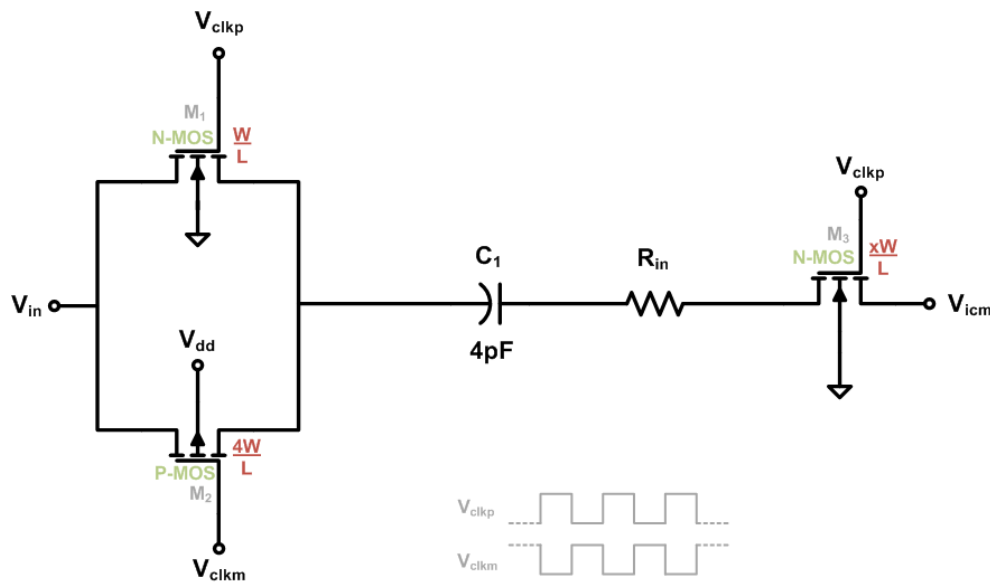 Vclkp
M1
N-MOS
W
L
Vclkp
M3
N-MOS
xW
L
C1
Rin
Vin
Vicm
Vdd
4pF
4W
L
P-MOS
M2
Vclkm
Vclkp
Vclkm